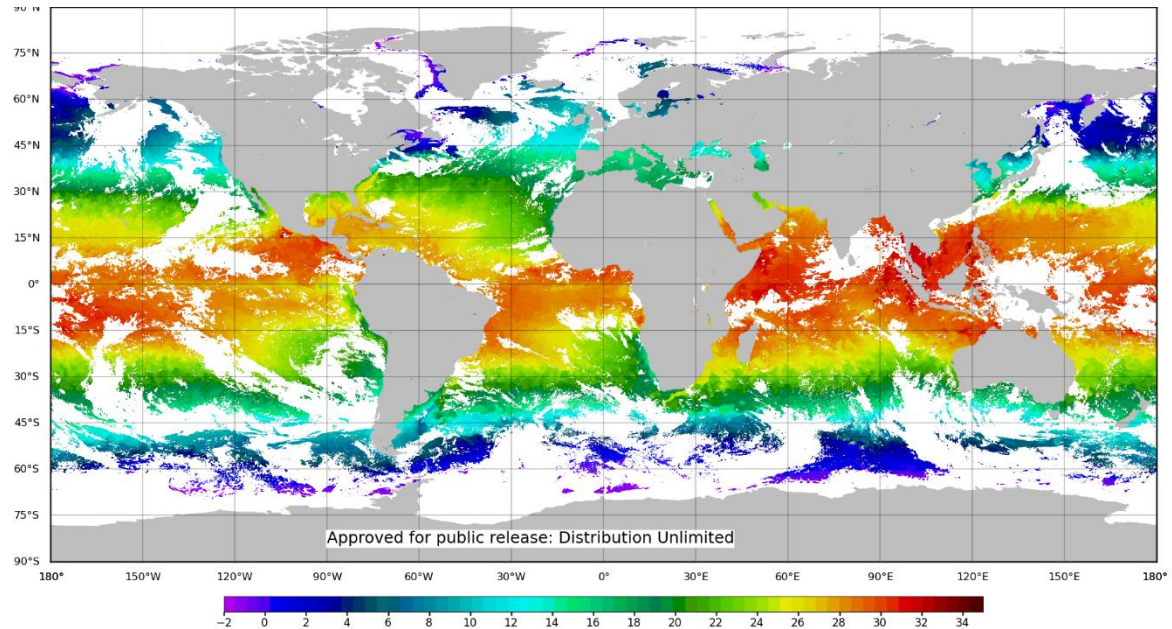 90°N
75°N
60°N
45°N
30°N
15°N
0°
15°S
30°S
45°S
60°S
75°S
Approved for public release: Distribution Unlimited
90°S
180° 150°W 120°W 90°W 60°W 30°W 0° 30°E 60°E 90°E 120°E 150°E 180°
−2 0 2 4 6 8 10 12 14 16 18 20 22 24 26 28 30 32 34